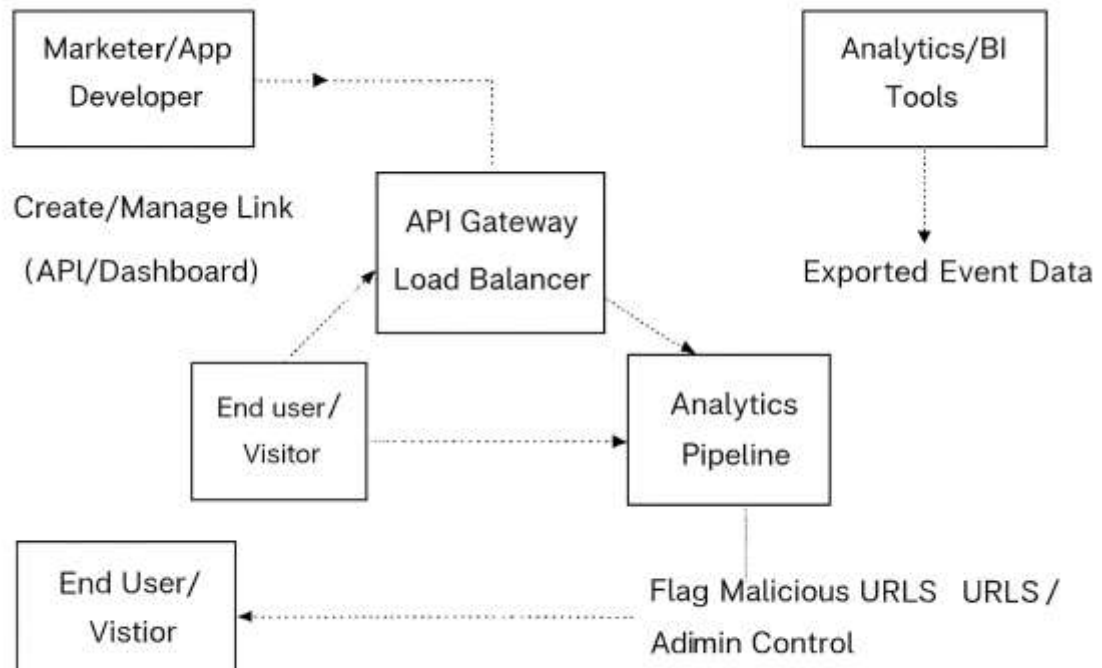 Marketer/App
Developer
Analytics/BI
Tools
Create/Manage Link
(API/Dashboard)
API Gateway
Load Balancer
Exported Event Data
End user/
Visitor
Analytics
Pipeline
End User/
Vistior
Flag Malicious URLS URLS /
Adimin Control